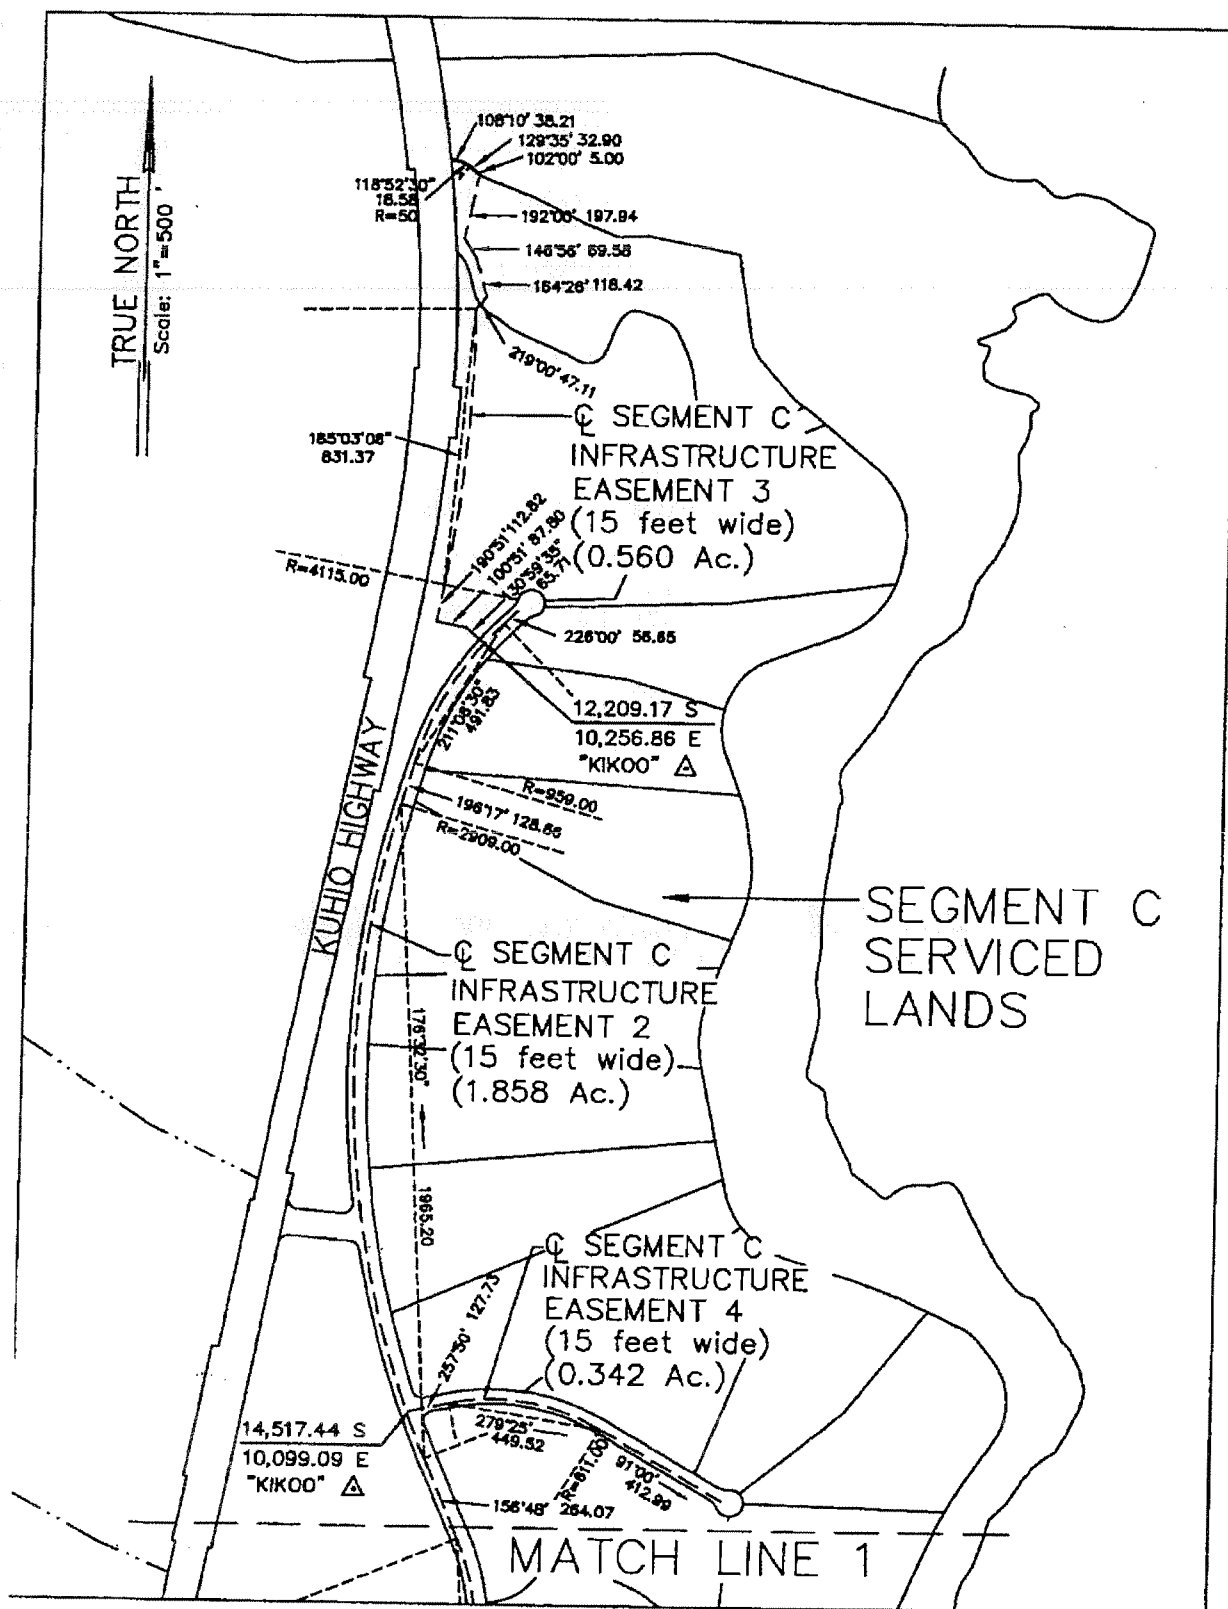 TRUE NORTH
Scale: 1"=500'
108°10' 38.21
129°35' 32.90
102°00' 5.00
118°52'30"
18.58
R=50
192°00' 197.94
146°56' 69.58
164°26' 118.42
219°00' 47.11
185°03'08"
831.37
℄ SEGMENT C
INFRASTRUCTURE
EASEMENT 3
(15 feet wide)
(0.560 Ac.)
190°51' 112.82
100°51' 87.80
130°59'35"
65.71
R=4115.00
226°00' 56.65
12,209.17 S
10,256.86 E
"KIKOO"
211°08'30"
491.83
KUHIO HIGHWAY
R=959.00
196°17' 128.86
R=2909.00
SEGMENT C
SERVICED
LANDS
℄ SEGMENT C
INFRASTRUCTURE
EASEMENT 2
(15 feet wide)
(1.858 Ac.)
176°32'30"
1965.20
℄ SEGMENT C
INFRASTRUCTURE
EASEMENT 4
(15 feet wide)
(0.342 Ac.)
257°50' 127.73
14,517.44 S
10,099.09 E
"KIKOO"
279°25'
449.52
R=611.00
91°00'
412.99
156°48' 264.07
MATCH LINE 1